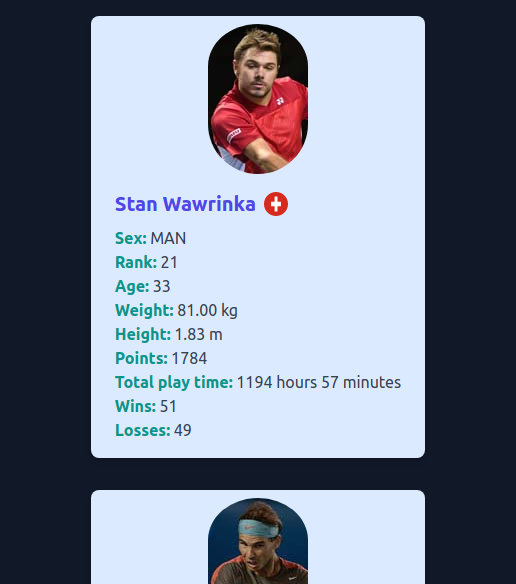 Stan Wawrinka
Sex: MAN
Rank: 21
Age: 33
Weight: 81.00 kg
Height: 1.83 m
Points: 1784
Total play time: 1194 hours 57 minutes
Wins: 51
Losses: 49